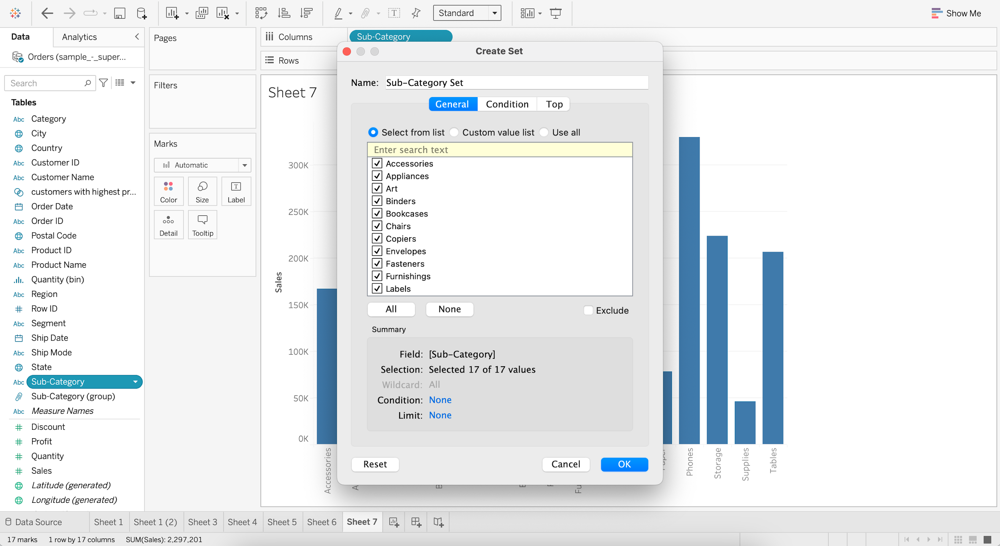 Standard
Show Me
Data
Analytics
Orders (sample_-_super...
Search
Tables
Abc Category
City
Country
Abc Customer ID
Abc Customer Name
customers with highest pr...
Order Date
Abc Order ID
Postal Code
Abc Product ID
Abc Product Name
Quantity (bin)
Abc Region
Row ID
Abc Segment
Ship Date
Abc Ship Mode
State
Abc Sub-Category
Sub-Category (group)
Abc Measure Names
Discount
Profit
Quantity
Sales
Latitude (generated)
Longitude (generated)
Pages
Filters
Marks
Automatic
Color
Size
Label
Detail
Tooltip
Columns
Sub-Category
Rows
Sheet 7
Sales
300K
250K
200K
150K
100K
50K
0K
Accessories
Phones
Storage
Supplies
Tables
Create Set
Name: Sub-Category Set
General
Condition
Top
Select from list
Custom value list
Use all
Enter search text
Accessories
Appliances
Art
Binders
Bookcases
Chairs
Copiers
Envelopes
Fasteners
Furnishings
Labels
All
None
Exclude
Summary
Field: [Sub-Category]
Selection: Selected 17 of 17 values
Wildcard: All
Condition: None
Limit: None
Reset
Cancel
OK
Data Source
Sheet 1
Sheet 1 (2)
Sheet 3
Sheet 4
Sheet 5
Sheet 6
Sheet 7
17 marks
1 row by 17 columns
SUM(Sales): 2,297,201